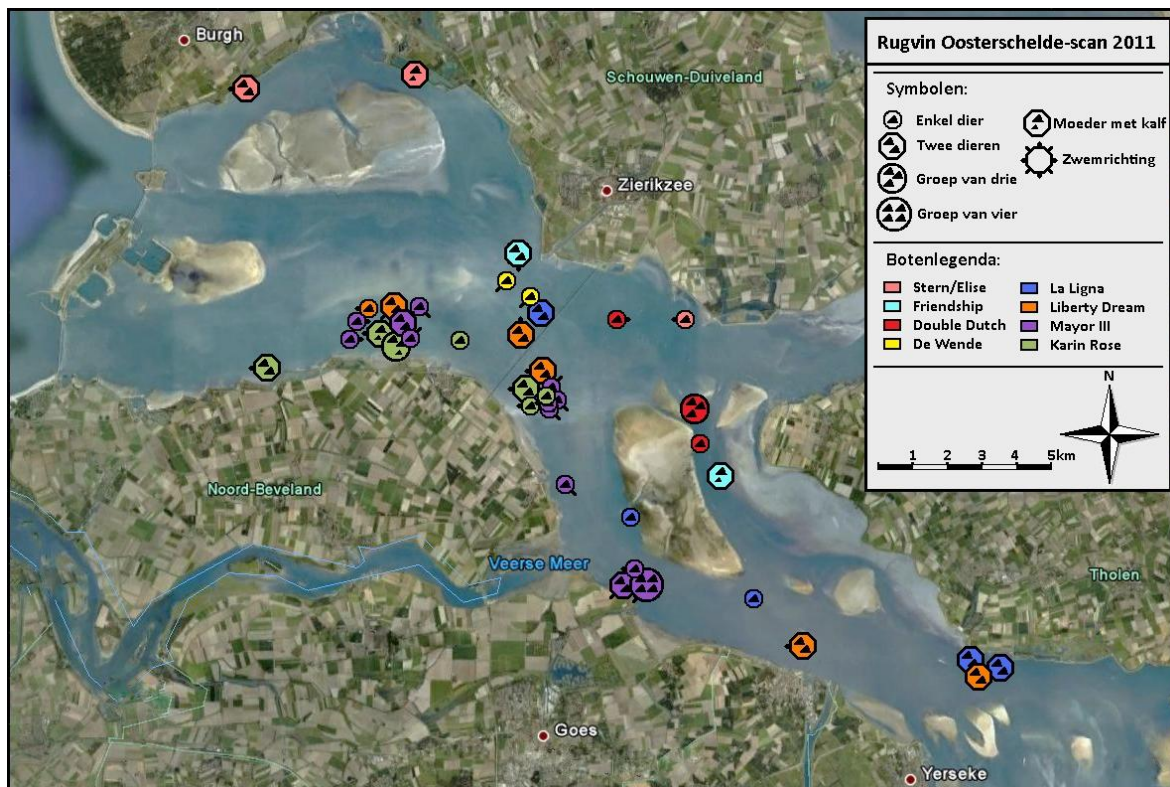 Burgh
Schouwen-Duiveland
Zierikzee
Noord-Beveland
Veerse Meer
Tholen
Goes
Yerseke
Rugvin Oosterschelde-scan 2011
Symbolen:
Enkel dier
Twee dieren
Groep van drie
Groep van vier
Moeder met kalf
Zwemrichting
Botenlegenda:
Stern/Elise
Friendship
Double Dutch
De Wende
La Ligna
Liberty Dream
Mayor III
Karin Rose
N
1 2 3 4 5km